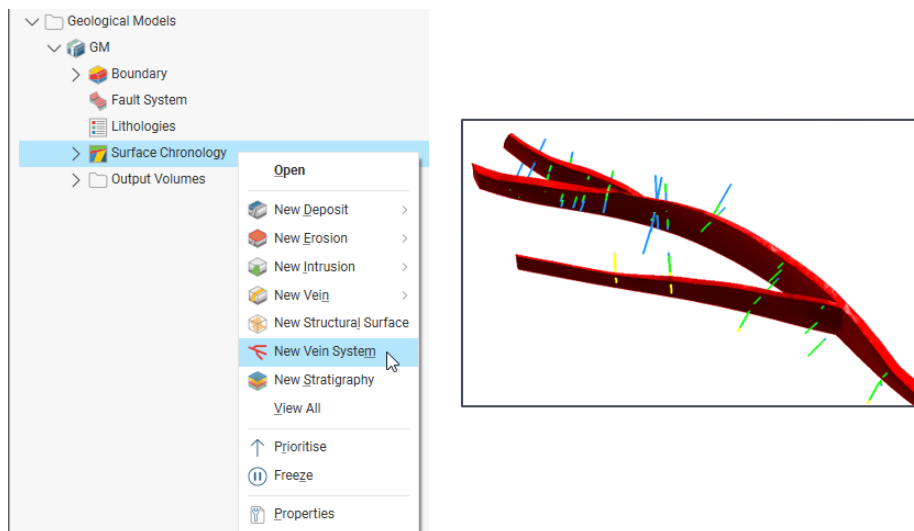 Geological Models
GM
Boundary
Fault System
Lithologies
Surface Chronology
Output Volumes
Open
New Deposit
New Erosion
New Intrusion
New Vein
New Structural Surface
New Vein System
New Stratigraphy
View All
Prioritise
Freeze
Properties